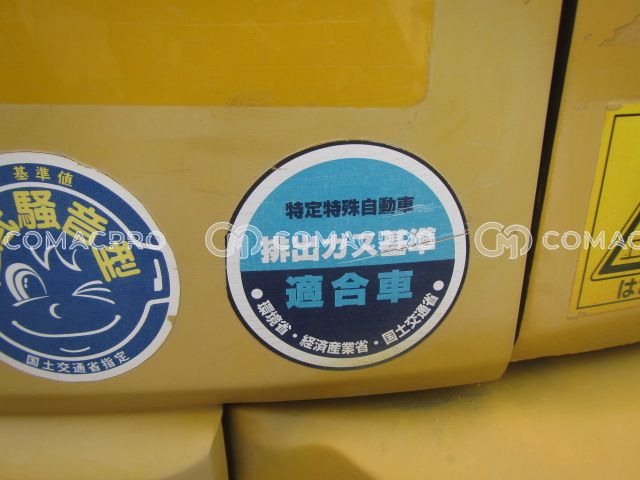 基準値
騒音型
国土交通省指定
特定特殊自動車
排出ガス基準
適合車
・環境省・経済産業省・国土交通省・
COMACPRO
COMACPRO
COMACPRO
は